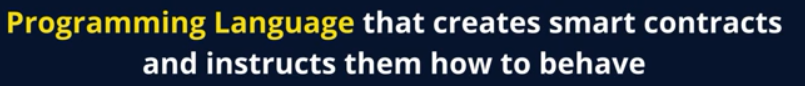 Programming Language that creates smart contracts
and instructs them how to behave